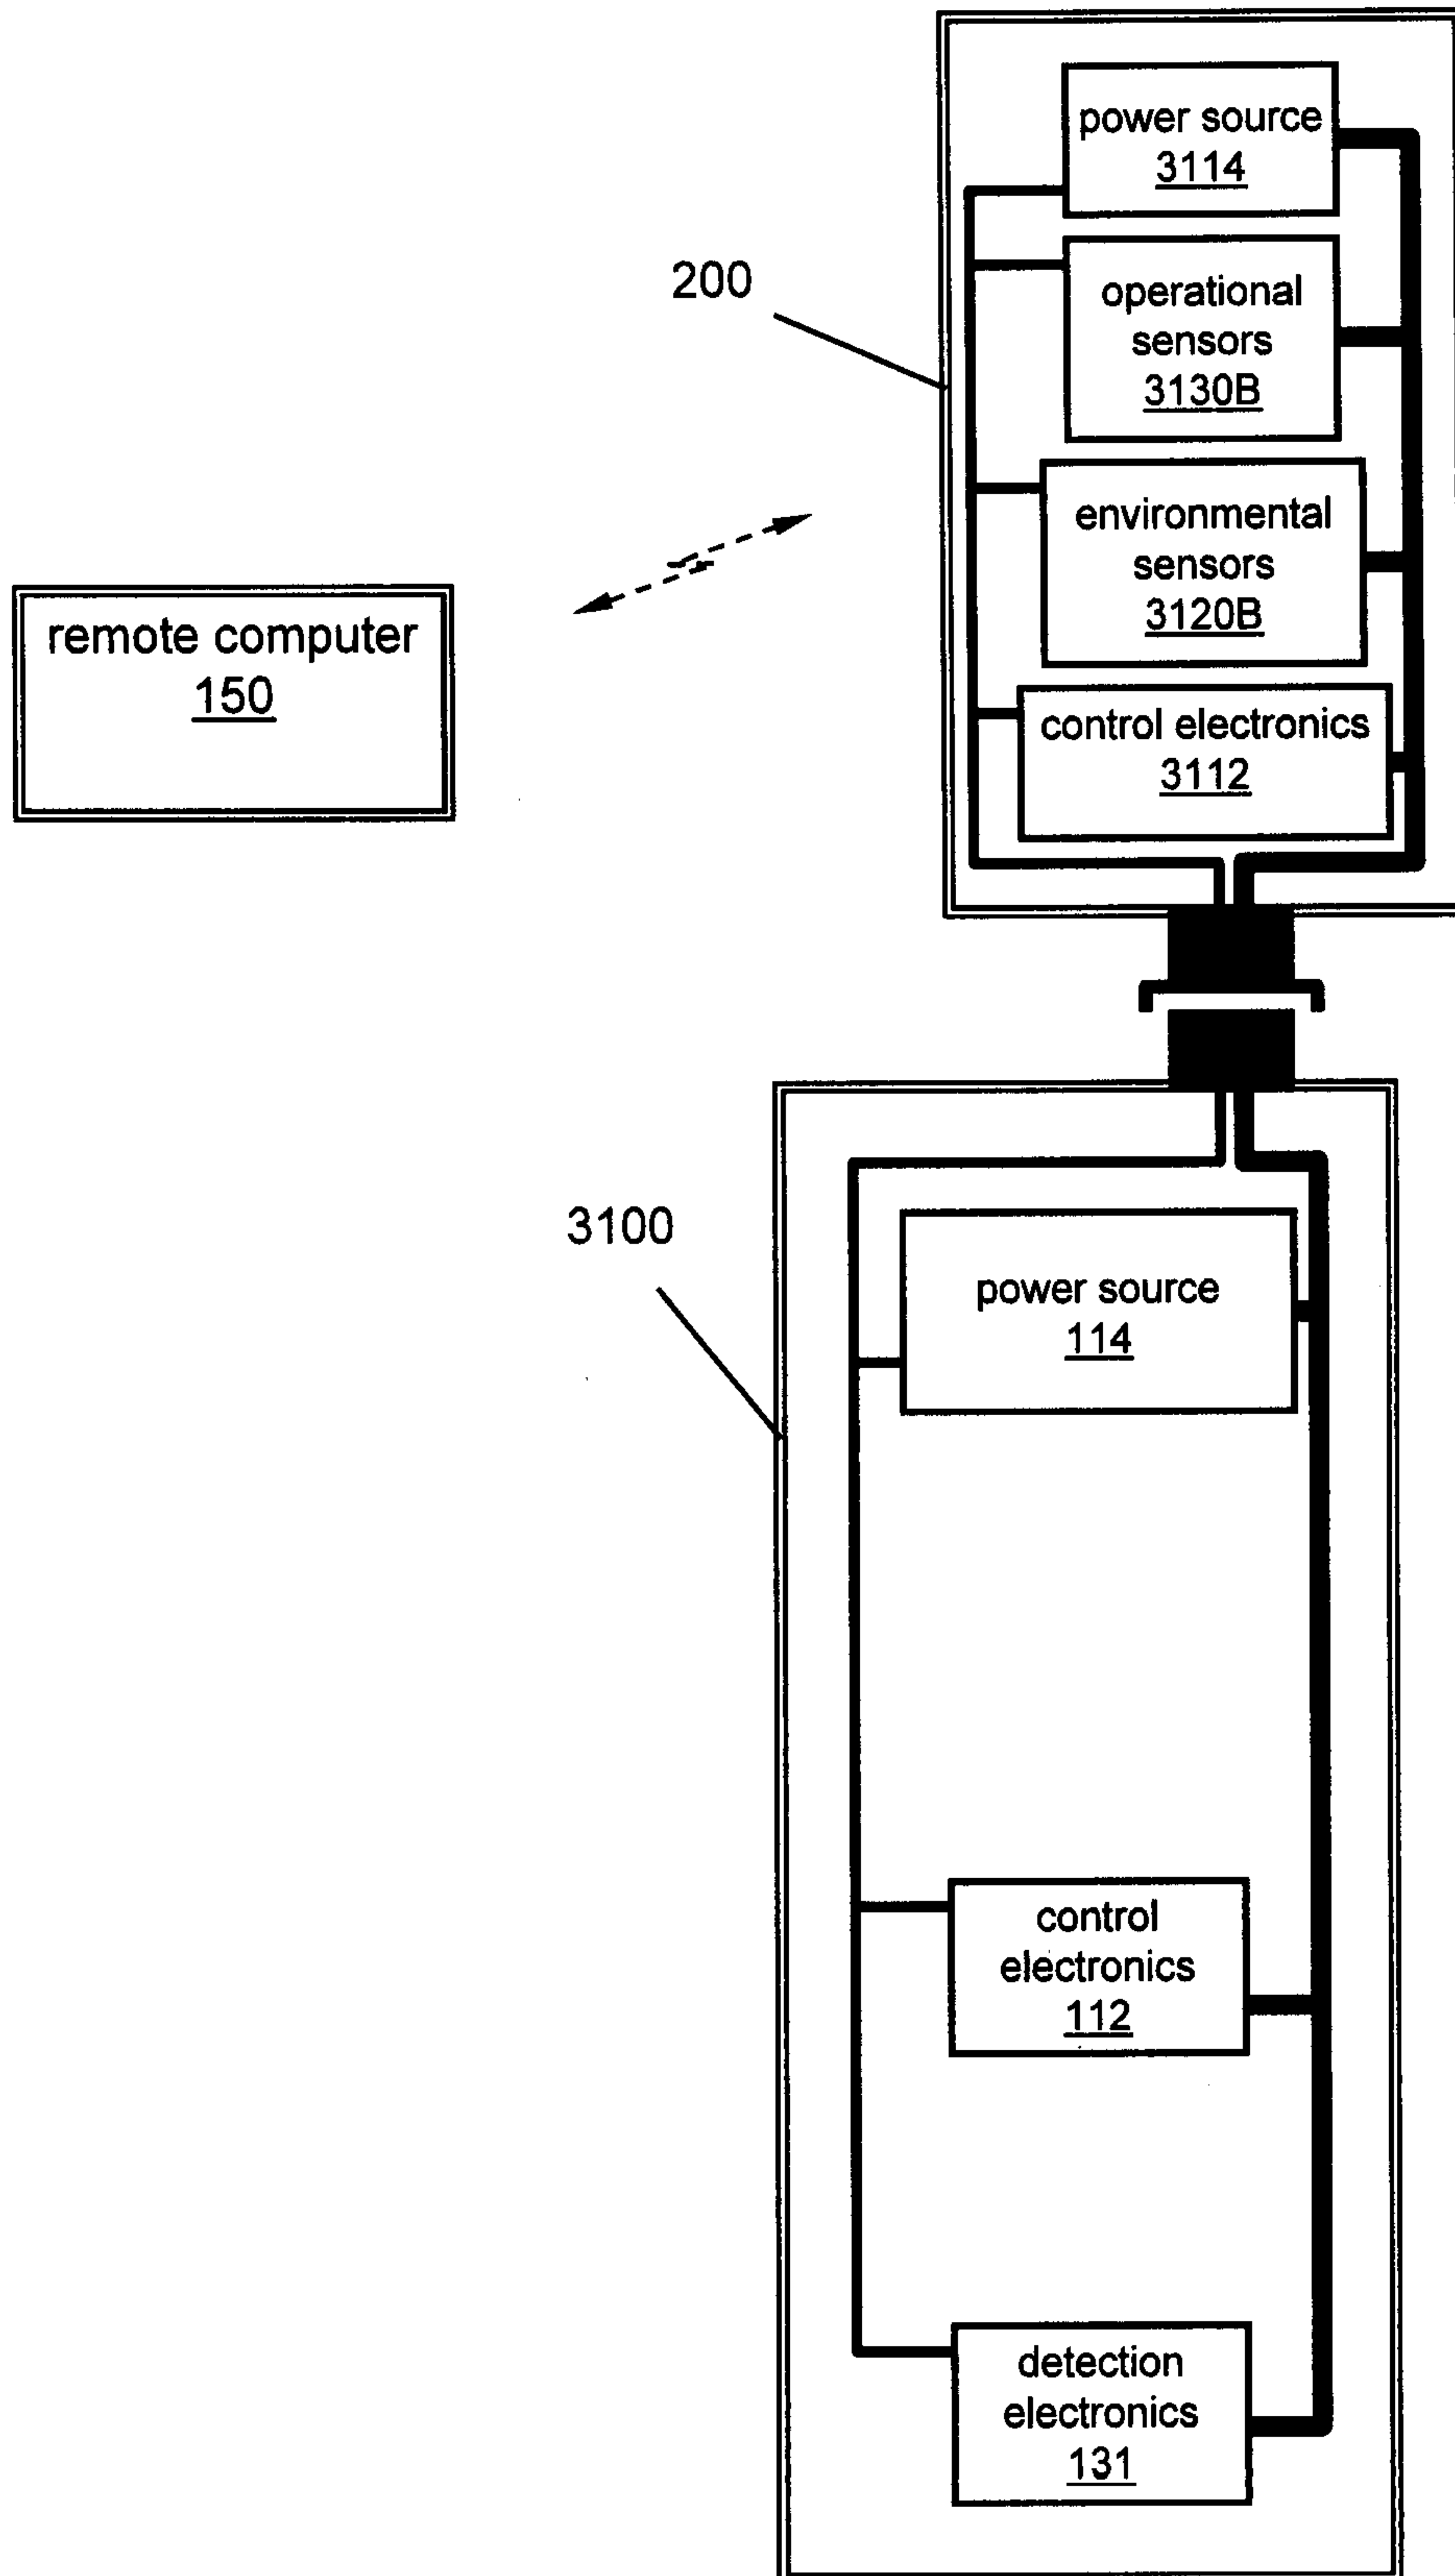 power source
3114
200
operational
sensors
3130B
environmental
sensors
3120B
remote computer
150
control electronics
3112
3100
power source
114
control
electronics
112
detection
electronics
131